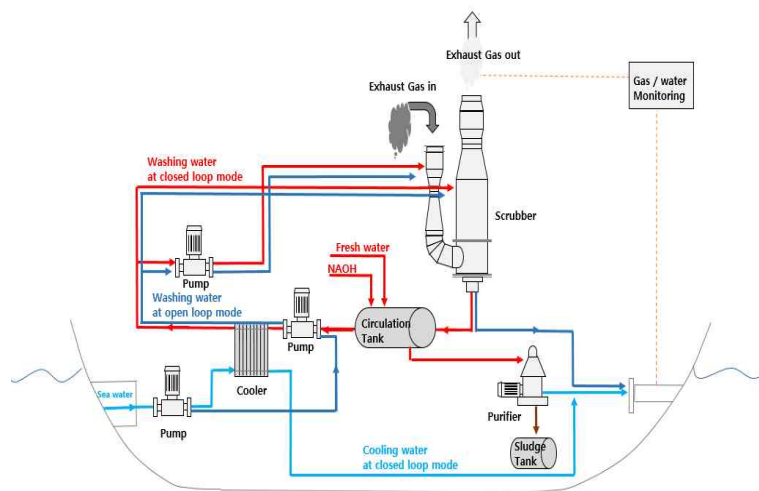 Exhaust Gas out
Exhaust Gas in
Gas / water
Monitoring
Washing water
at closed loop mode
Scrubber
Fresh water
NAOH
Pump
Washing water
at open loop mode
Circulation
Tank
Pump
Cooler
Sea water
Pump
Purifier
Sludge
Tank
Cooling water
at closed loop mode